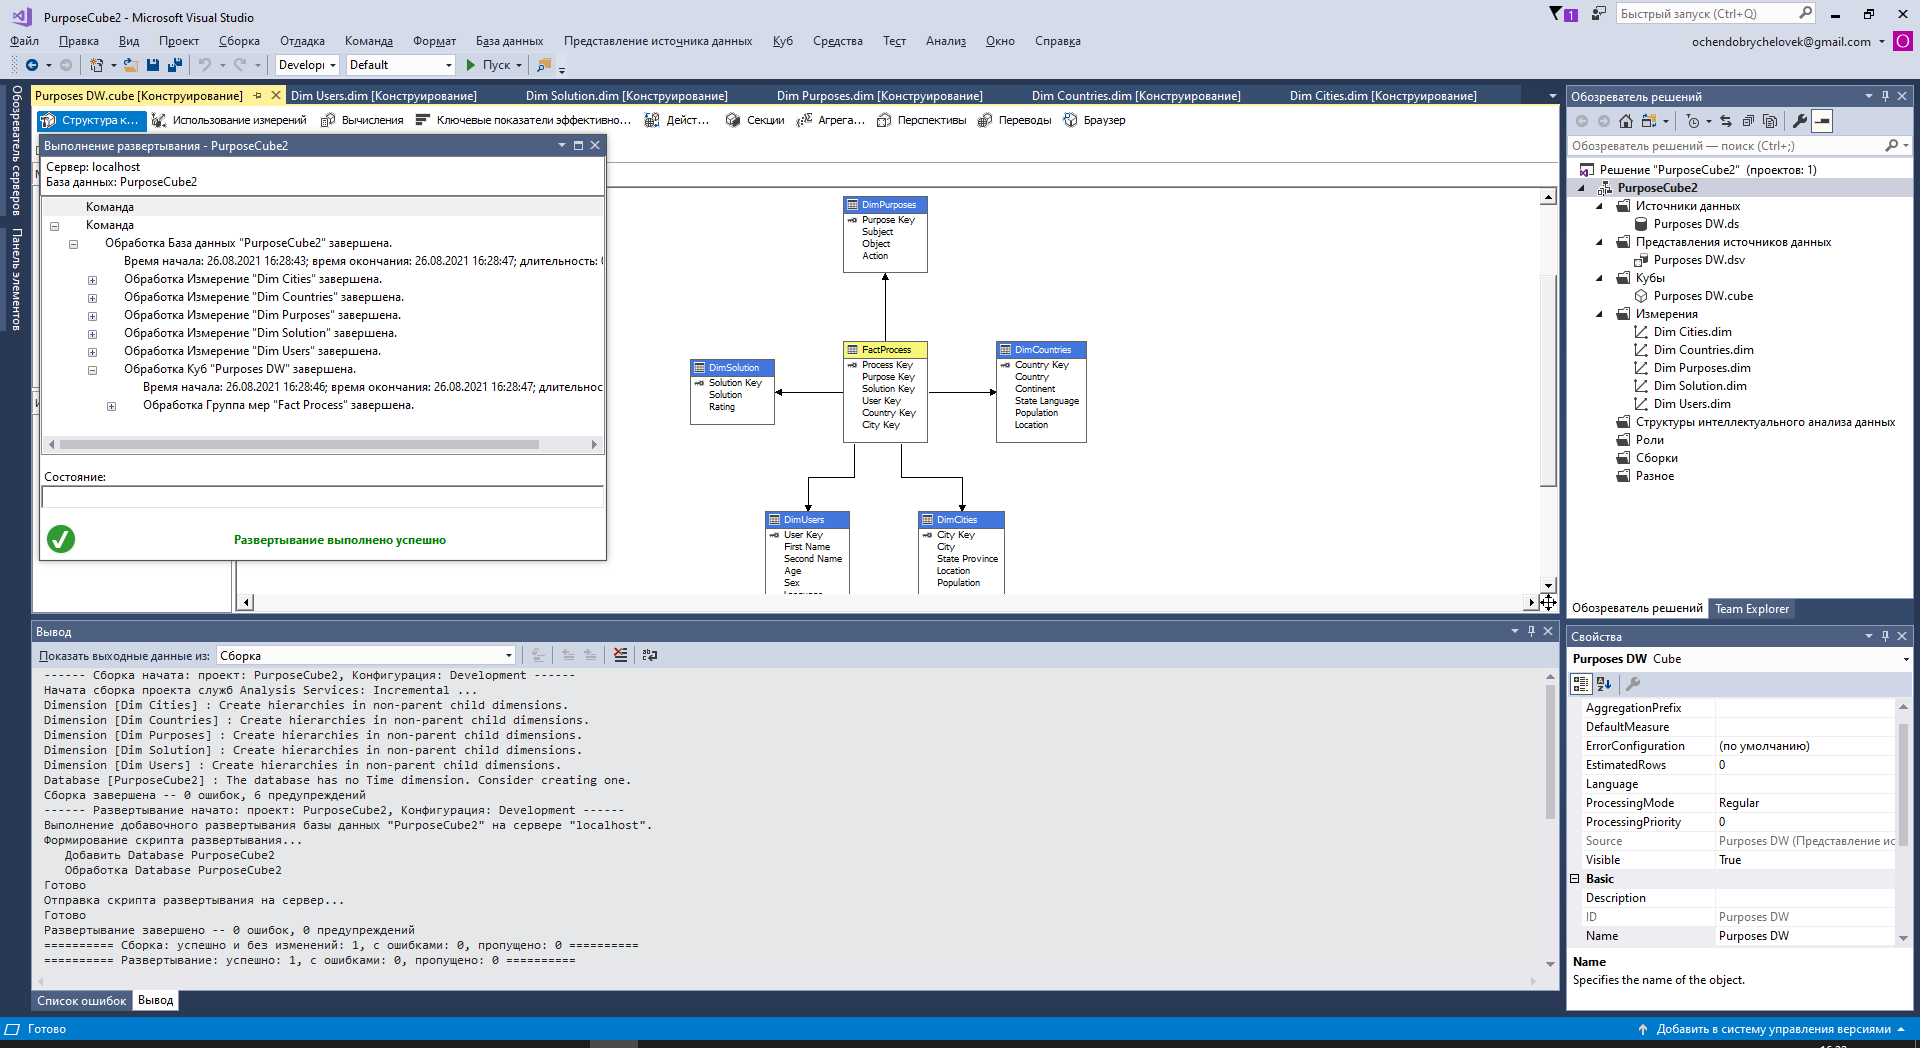 PurposeCube2 - Microsoft Visual Studio
1
Быстрый запуск (Ctrl+Q)
Файл Правка Вид Проект Сборка Отладка Команда Формат База данных Представление источника данных Куб Средства Тест Анализ Окно Справка
ochendobrychelovek@gmail.com
O
Developı Default Пуск
Обозреватель серверов
Панель элементов
Purposes DW.cube [Конструирование]
Dim Users.dim [Конструирование]
Dim Solution.dim [Конструирование]
Dim Purposes.dim [Конструирование]
Dim Countries.dim [Конструирование]
Dim Cities.dim [Конструирование]
Структура к... Использование измерений Вычисления Ключевые показатели эффективно... Дейст... Секции Агрега... Перспективы Переводы Браузер
Выполнение развертывания - PurposeCube2
Сервер: localhost
База данных: PurposeCube2
Команда
Команда
Обработка База данных "PurposeCube2" завершена.
Время начала: 26.08.2021 16:28:43; время окончания: 26.08.2021 16:28:47; длительность:
Обработка Измерение "Dim Cities" завершена.
Обработка Измерение "Dim Countries" завершена.
Обработка Измерение "Dim Purposes" завершена.
Обработка Измерение "Dim Solution" завершена.
Обработка Измерение "Dim Users" завершена.
Обработка Куб "Purposes DW" завершена.
Время начала: 26.08.2021 16:28:46; время окончания: 26.08.2021 16:28:47; длительнос
Обработка Группа мер "Fact Process" завершена.
Состояние:
Развертывание выполнено успешно
DimPurposes
Purpose Key
Subject
Object
Action
DimSolution
Solution Key
Solution
Rating
FactProcess
Process Key
Purpose Key
Solution Key
User Key
Country Key
City Key
DimCountries
Country Key
Country
Continent
State Language
Population
Location
DimUsers
User Key
First Name
Second Name
Age
Sex
DimCities
City Key
City
State Province
Location
Population
Вывод
Показать выходные данные из: Сборка
------ Сборка начата: проект: PurposeCube2, Конфигурация: Development ------
Начата сборка проекта служб Analysis Services: Incremental ...
Dimension [Dim Cities] : Create hierarchies in non-parent child dimensions.
Dimension [Dim Countries] : Create hierarchies in non-parent child dimensions.
Dimension [Dim Purposes] : Create hierarchies in non-parent child dimensions.
Dimension [Dim Solution] : Create hierarchies in non-parent child dimensions.
Dimension [Dim Users] : Create hierarchies in non-parent child dimensions.
Database [PurposeCube2] : The database has no Time dimension. Consider creating one.
Сборка завершена -- 0 ошибок, 6 предупреждений
------ Развертывание начато: проект: PurposeCube2, Конфигурация: Development ------
Выполнение добавочного развертывания базы данных "PurposeCube2" на сервере "localhost".
Формирование скрипта развертывания...
Добавить Database PurposeCube2
Обработка Database PurposeCube2
Готово
Отправка скрипта развертывания на сервер...
Готово
Развертывание завершено -- 0 ошибок, 0 предупреждений
========== Сборка: успешно и без изменений: 1, с ошибками: 0, пропущено: 0 ==========
========== Развертывание: успешно: 1, с ошибками: 0, пропущено: 0 ==========
Список ошибок Вывод
Обозреватель решений
Обозреватель решений — поиск (Ctrl+;)
Решение "PurposeCube2" (проектов: 1)
PurposeCube2
Источники данных
Purposes DW.ds
Представления источников данных
Purposes DW.dsv
Кубы
Purposes DW.cube
Измерения
Dim Cities.dim
Dim Countries.dim
Dim Purposes.dim
Dim Solution.dim
Dim Users.dim
Структуры интеллектуального анализа данных
Роли
Сборки
Разное
Обозреватель решений Team Explorer
Свойства
Purposes DW Cube
AggregationPrefix
DefaultMeasure
ErrorConfiguration (по умолчанию)
EstimatedRows 0
Language
ProcessingMode Regular
ProcessingPriority 0
Source Purposes DW (Представление ис
Visible True
Basic
Description
ID Purposes DW
Name Purposes DW
Name
Specifies the name of the object.
Готово
Добавить в систему управления версиями